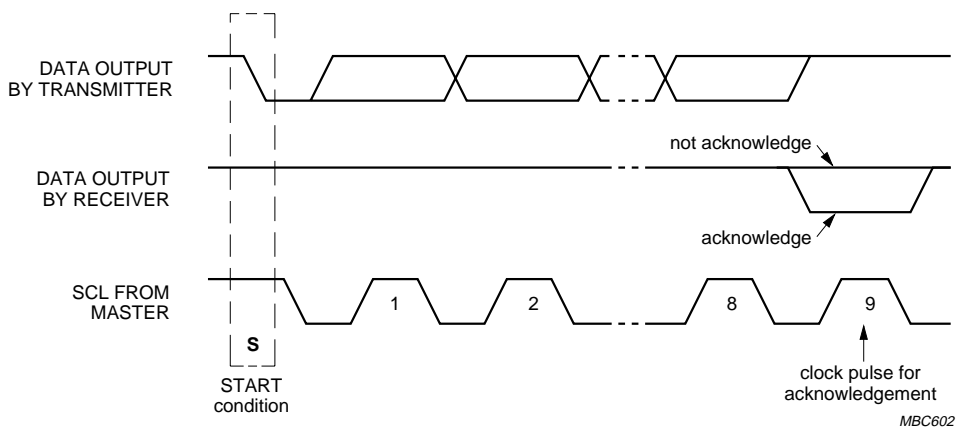 DATA OUTPUT
BY TRANSMITTER
not acknowledge
DATA OUTPUT
BY RECEIVER
acknowledge
SCL FROM
MASTER
1
2
8
9
S
START
condition
clock pulse for
acknowledgement
MBC602